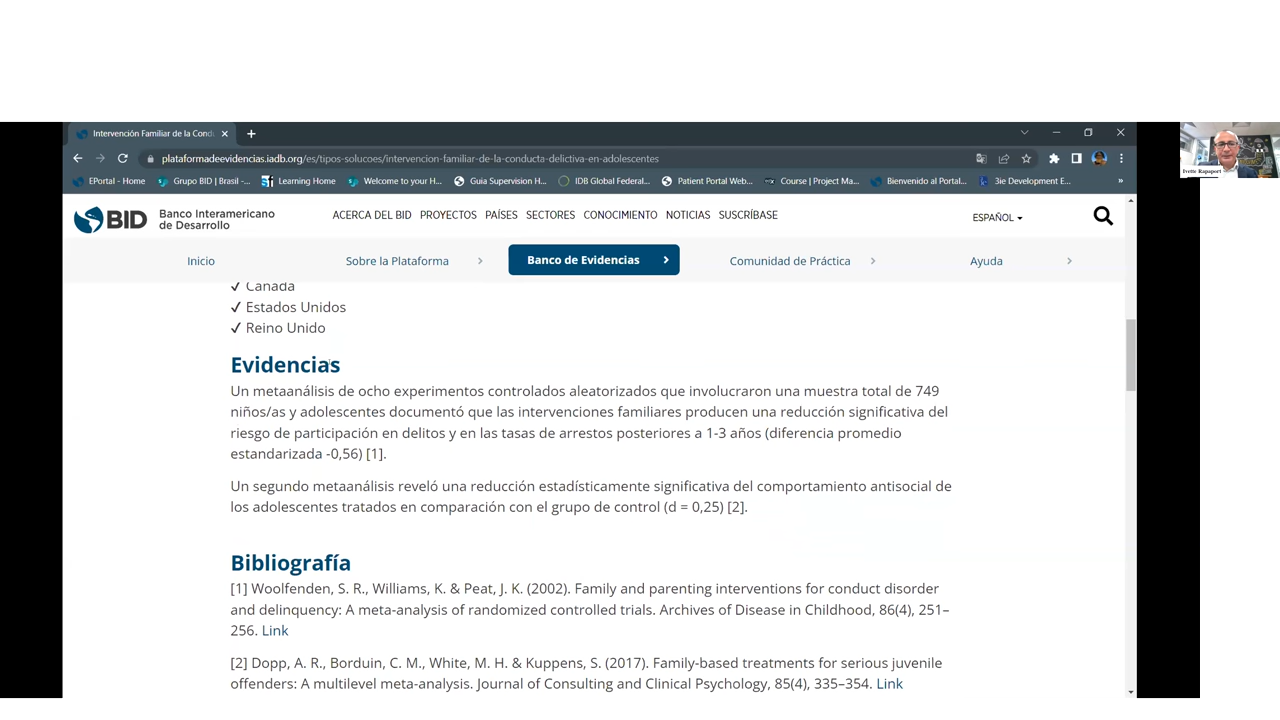 Intervención Familiar de la Condu
plataformadeevidencias.iadb.org/es/tipos-solucoes/intervencion-familiar-de-la-conducta-delictiva-en-adolescentes
EPortal - Home Grupo BID | Brasil -... Learning Home Welcome to your H... Guia Supervision H... IDB Global Federal... Patient Portal Web... Course | Project Ma... Bienvenido al Portal... 3ie Development E... »
BID Banco Interamericano de Desarrollo
ACERCA DEL BID PROYECTOS PAÍSES SECTORES CONOCIMIENTO NOTICIAS SUSCRÍBASE ESPAÑOL
Inicio Sobre la Plataforma Banco de Evidencias Comunidad de Práctica Ayuda
✓ Canada
✓ Estados Unidos
✓ Reino Unido
Evidencias
Un metaanálisis de ocho experimentos controlados aleatorizados que involucraron una muestra total de 749
niños/as y adolescentes documentó que las intervenciones familiares producen una reducción significativa del
riesgo de participación en delitos y en las tasas de arrestos posteriores a 1-3 años (diferencia promedio
estandarizada -0,56) [1].
Un segundo metaanálisis reveló una reducción estadísticamente significativa del comportamiento antisocial de
los adolescentes tratados en comparación con el grupo de control (d = 0,25) [2].
Bibliografía
[1] Woolfenden, S. R., Williams, K. & Peat, J. K. (2002). Family and parenting interventions for conduct disorder
and delinquency: A meta-analysis of randomized controlled trials. Archives of Disease in Childhood, 86(4), 251–
256. Link
[2] Dopp, A. R., Borduin, C. M., White, M. H. & Kuppens, S. (2017). Family-based treatments for serious juvenile
offenders: A multilevel meta-analysis. Journal of Consulting and Clinical Psychology, 85(4), 335–354. Link
Ivette Rapaport